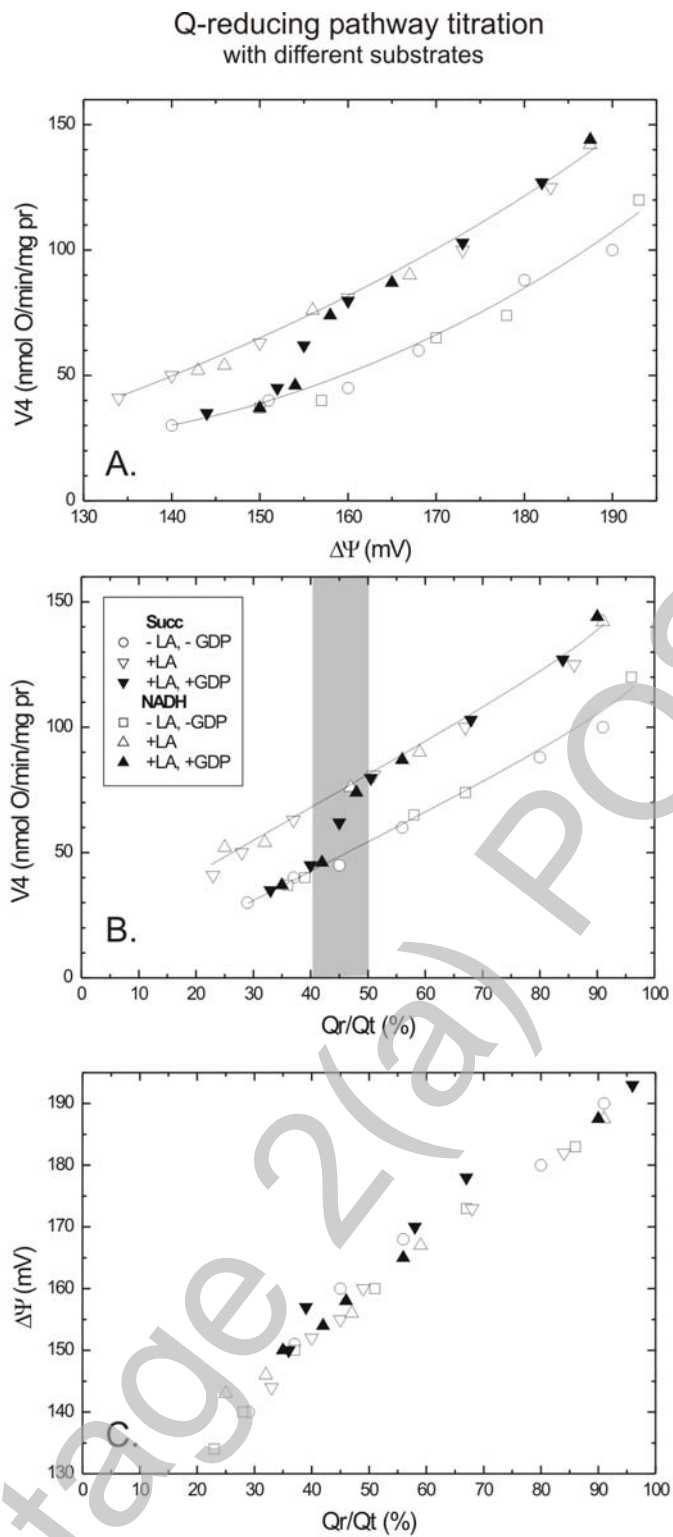 Q-reducing pathway titration
with different substrates
150
100
50
0
V4 (nmol O/min/mg pr)
A.
130 140 150 160 170 180 190
ΔΨ (mV)
150
100
50
0
V4 (nmol O/min/mg pr)
Succ
- LA, - GDP
+LA
+LA, +GDP
NADH
- LA, -GDP
+LA
+LA, +GDP
B.
0 10 20 30 40 50 60 70 80 90 100
Qr/Qt (%)
190
180
170
160
150
140
130
ΔΨ (mV)
C.
0 10 20 30 40 50 60 70 80 90 100
Qr/Qt (%)
tage 2(a) POS